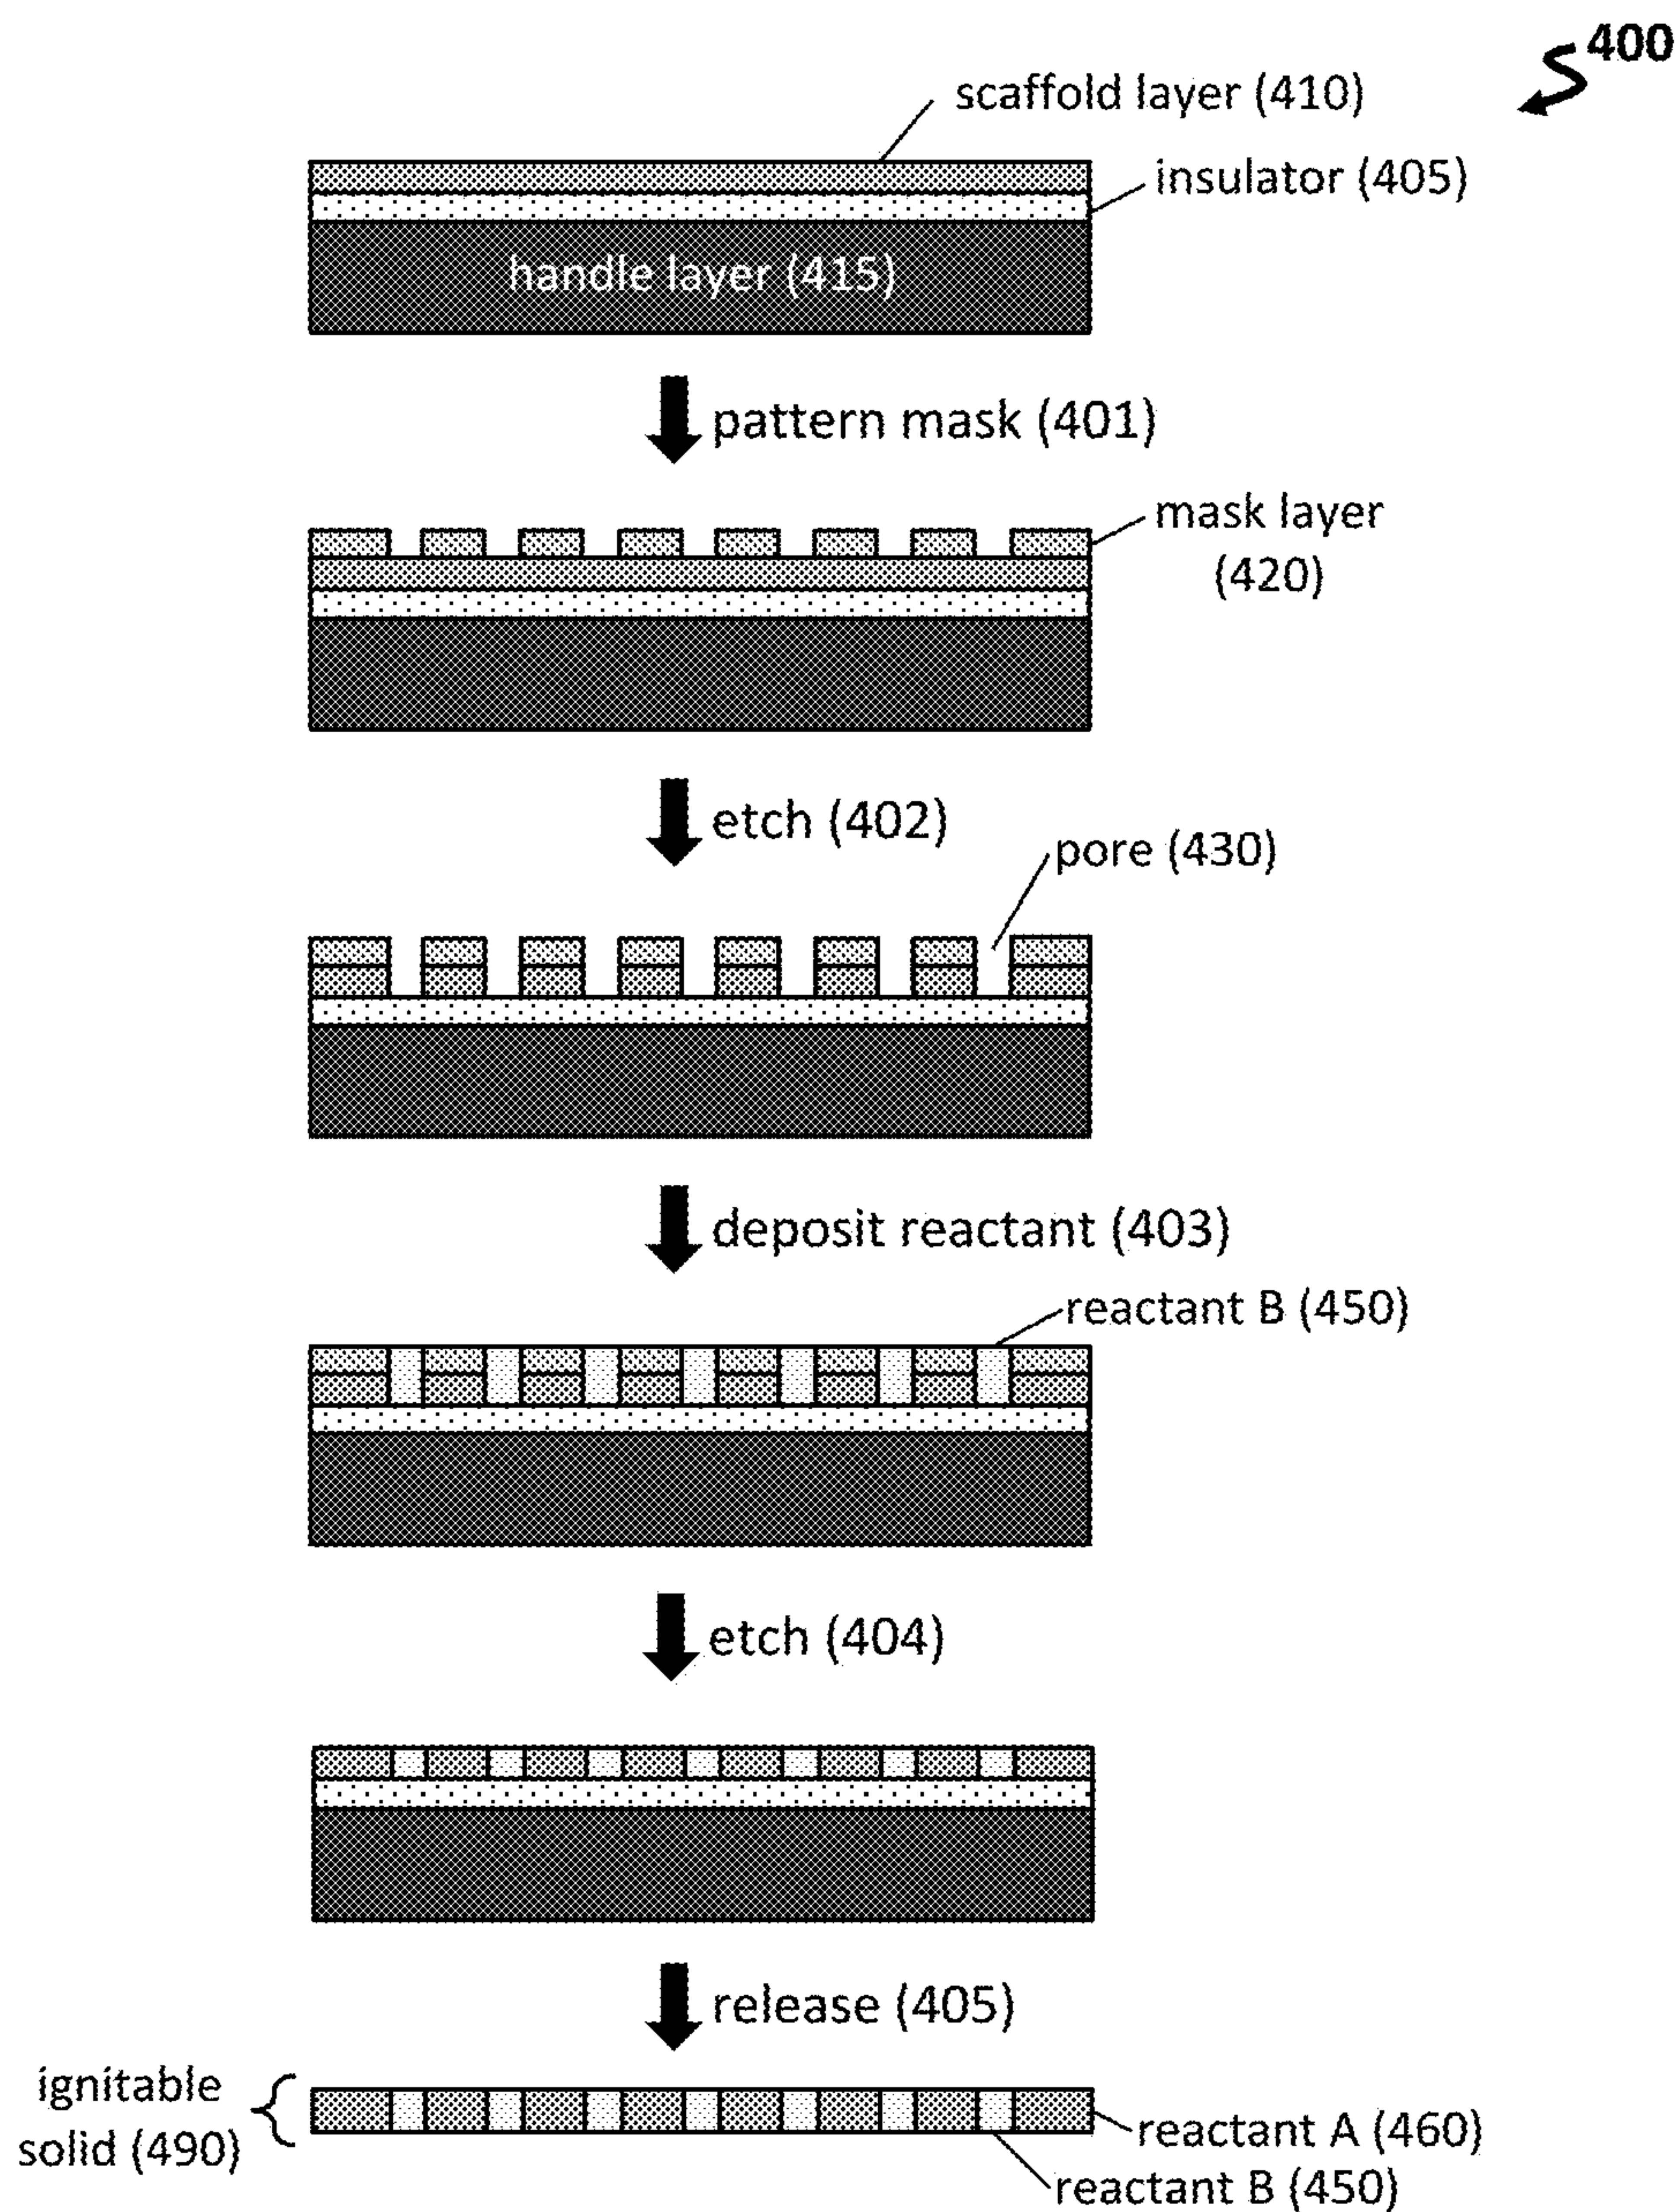 400
scaffold layer (410)
insulator (405)
handle layer (415)
pattern mask (401)
mask layer
(420)
etch (402)
pore (430)
deposit reactant (403)
reactant B (450)
etch (404)
release (405)
ignitable
solid (490)
reactant A (460)
reactant B (450)